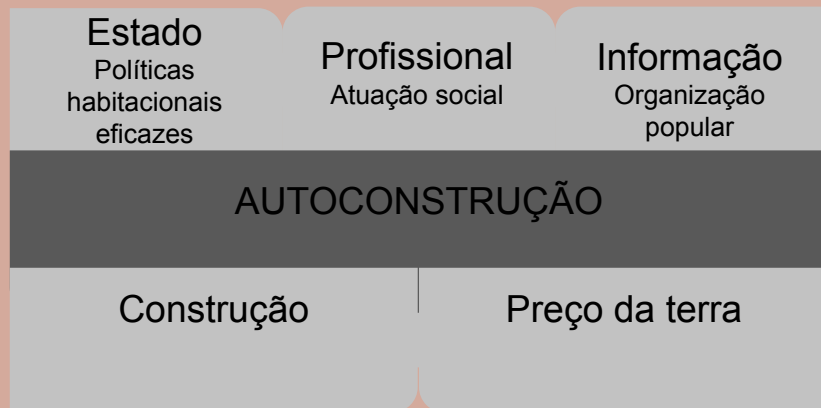 Estado
Políticas
habitacionais
eficazes
Profissional
Atuação social
Informação
Organização
popular
AUTOCONSTRUÇÃO
Construção
Preço da terra